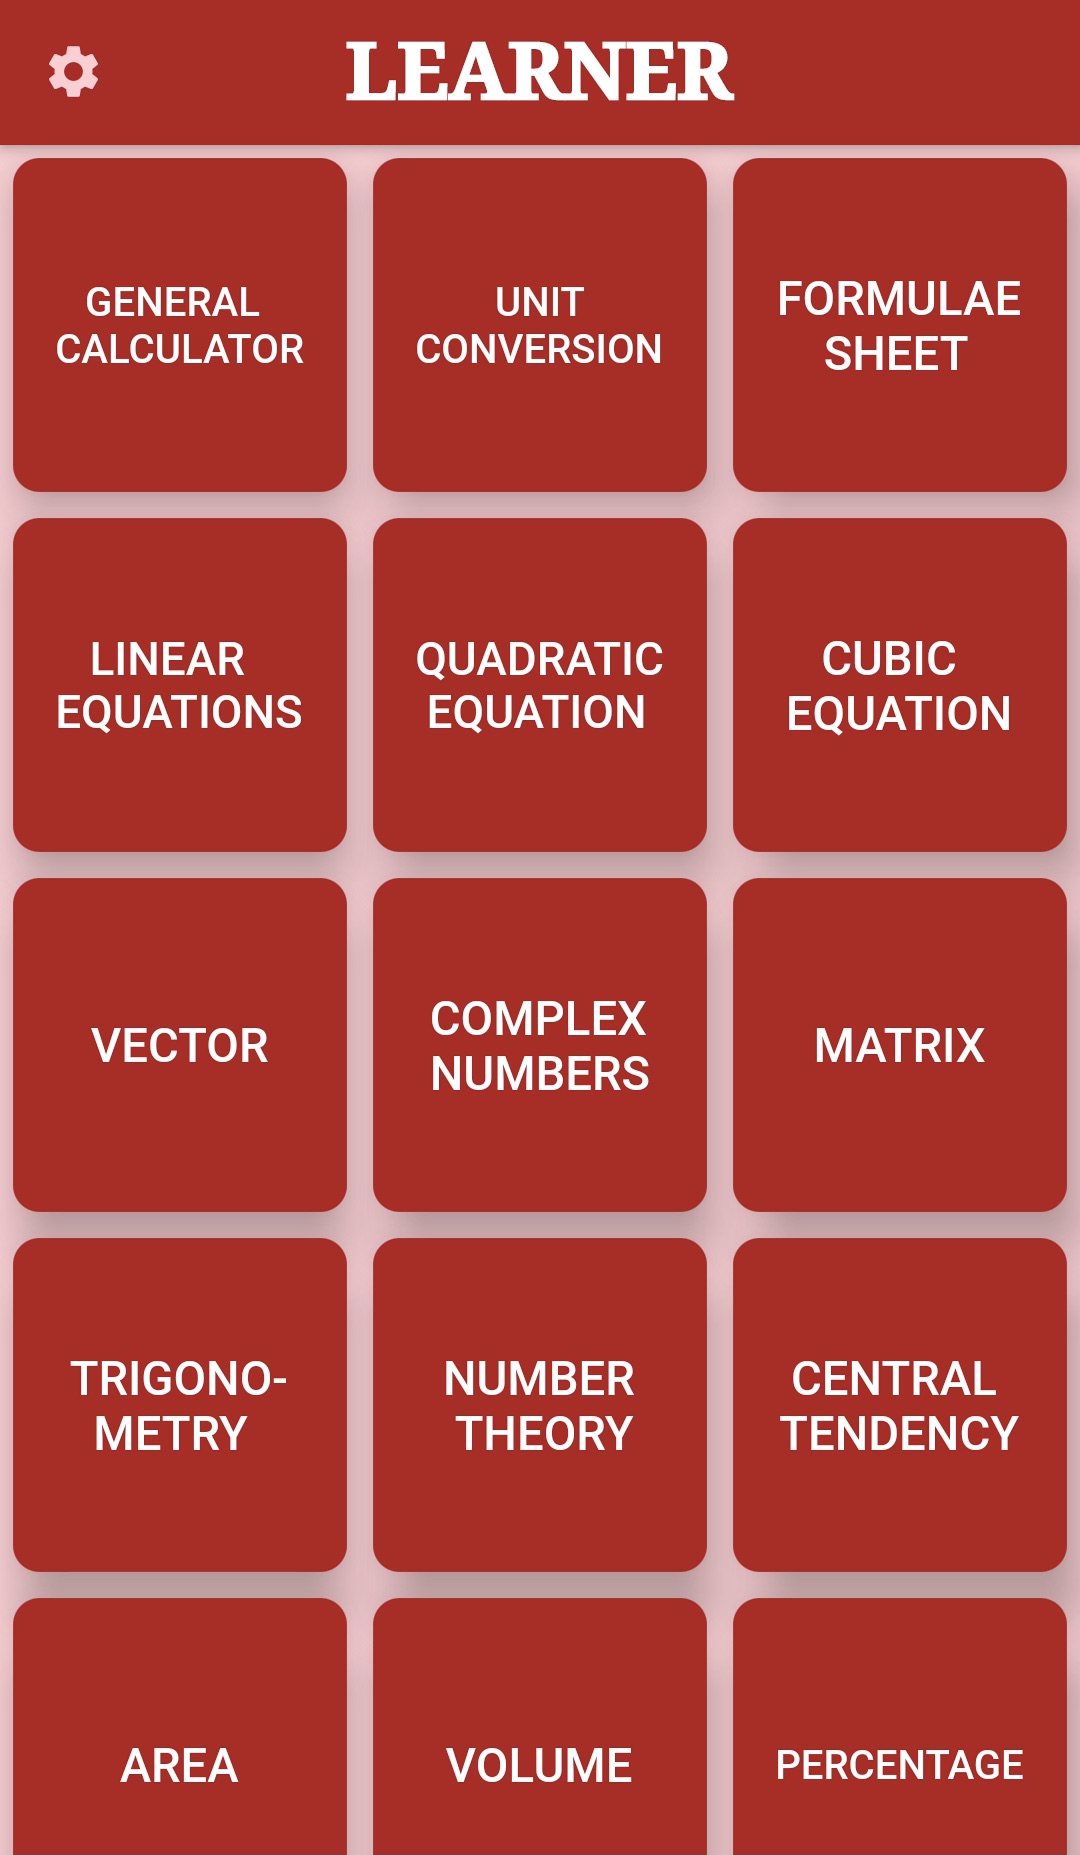 LEARNER
GENERAL
CALCULATOR
UNIT
CONVERSION
FORMULAE
SHEET
LINEAR
EQUATIONS
QUADRATIC
EQUATION
CUBIC
EQUATION
VECTOR
COMPLEX
NUMBERS
MATRIX
TRIGONO-
METRY
NUMBER
THEORY
CENTRAL
TENDENCY
AREA
VOLUME
PERCENTAGE